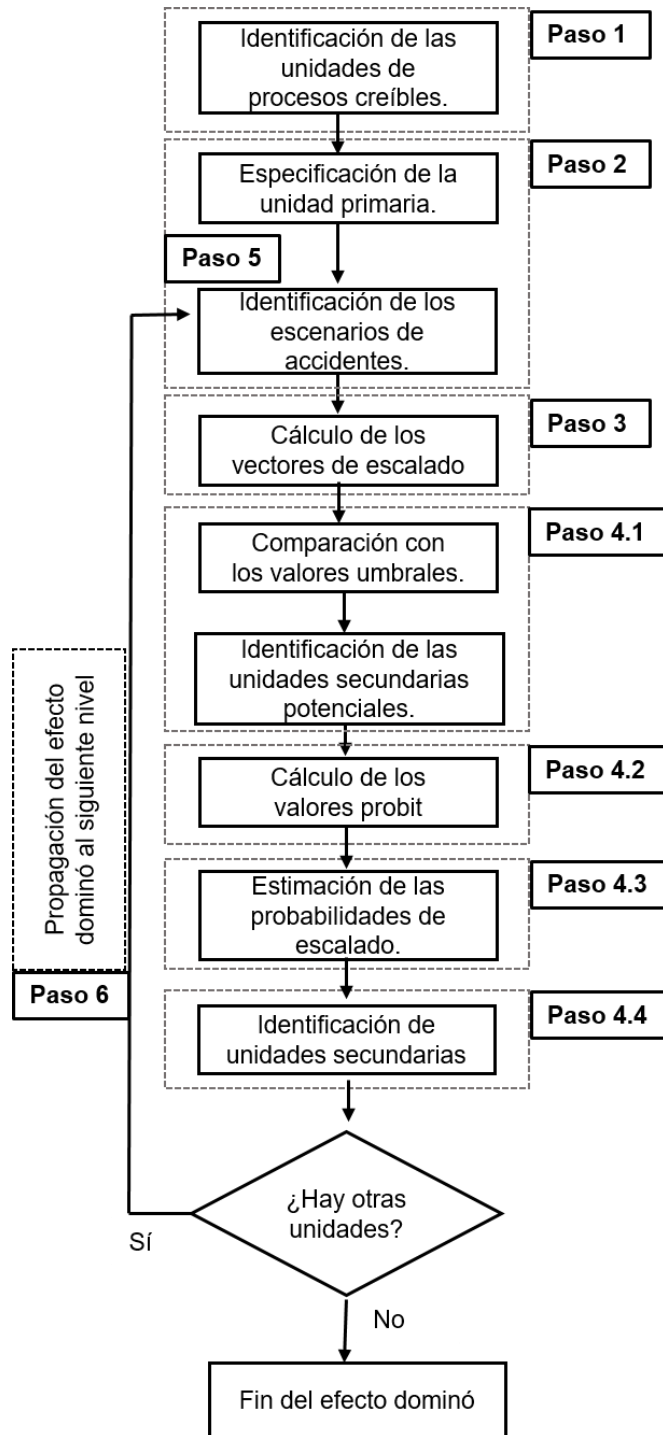 Identificación de las
unidades de
procesos creíbles.
Paso 1
Especificación de la
unidad primaria.
Paso 2
Paso 5
Identificación de los
escenarios de
accidentes.
Cálculo de los
vectores de escalado
Paso 3
Comparación con
los valores umbrales.
Paso 4.1
Identificación de las
unidades secundarias
potenciales.
Cálculo de los
valores probit
Paso 4.2
Estimación de las
probabilidades de
escalado.
Paso 4.3
Propagación del efecto
dominó al siguiente nivel
Paso 6
Identificación de
unidades secundarias
Paso 4.4
¿Hay otras
unidades?
Sí
No
Fin del efecto dominó